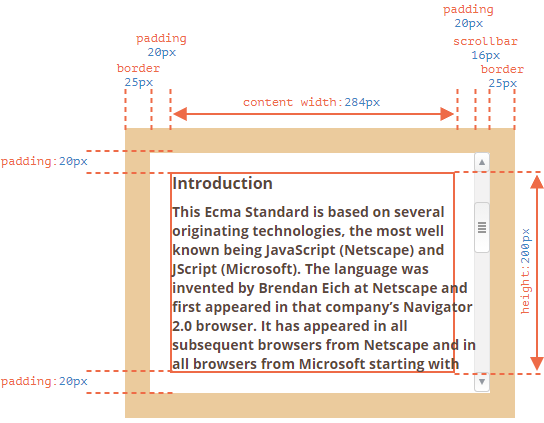 padding
20px
padding
20px
scrollbar
16px
border
25px
border
25px
content width:284px
padding:20px
Introduction
This Ecma Standard is based on several
originating technologies, the most well
known being JavaScript (Netscape) and
JScript (Microsoft). The language was
invented by Brendan Eich at Netscape and
first appeared in that company’s Navigator
2.0 browser. It has appeared in all
subsequent browsers from Netscape and in
all browsers from Microsoft starting with
height:200px
padding:20px